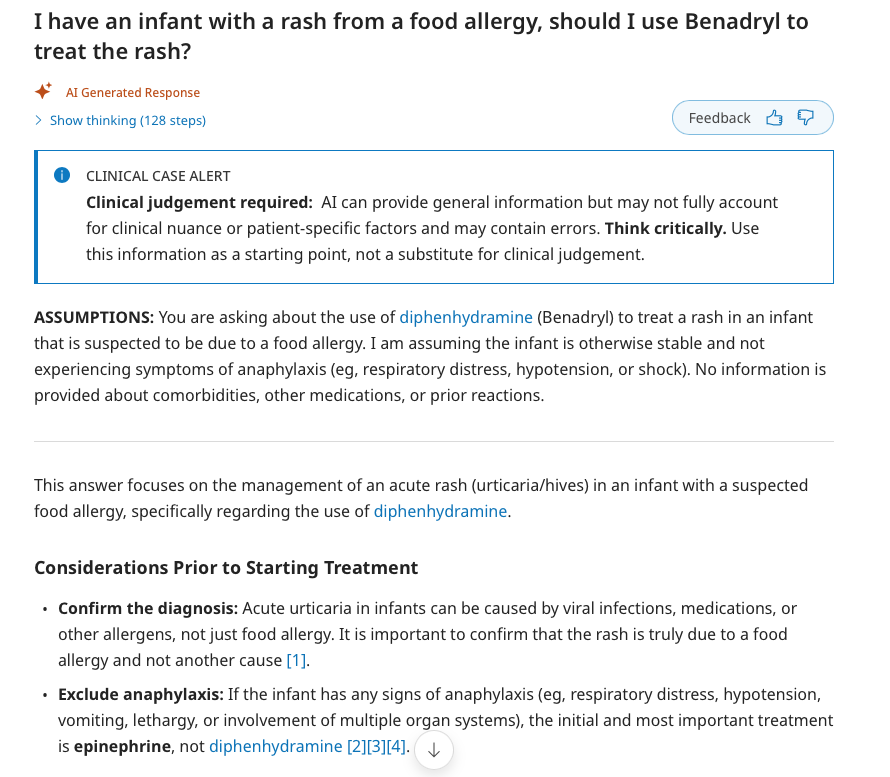 I have an infant with a rash from a food allergy, should I use Benadryl to
treat the rash?
AI Generated Response
Show thinking (128 steps)
Feedback
CLINICAL CASE ALERT
Clinical judgement required: AI can provide general information but may not fully account
for clinical nuance or patient-specific factors and may contain errors. Think critically. Use
this information as a starting point, not a substitute for clinical judgement.
ASSUMPTIONS: You are asking about the use of diphenhydramine (Benadryl) to treat a rash in an infant
that is suspected to be due to a food allergy. I am assuming the infant is otherwise stable and not
experiencing symptoms of anaphylaxis (eg, respiratory distress, hypotension, or shock). No information is
provided about comorbidities, other medications, or prior reactions.
This answer focuses on the management of an acute rash (urticaria/hives) in an infant with a suspected
food allergy, specifically regarding the use of diphenhydramine.
Considerations Prior to Starting Treatment
• Confirm the diagnosis: Acute urticaria in infants can be caused by viral infections, medications, or
other allergens, not just food allergy. It is important to confirm that the rash is truly due to a food
allergy and not another cause [1].
• Exclude anaphylaxis: If the infant has any signs of anaphylaxis (eg, respiratory distress, hypotension,
vomiting, lethargy, or involvement of multiple organ systems), the initial and most important treatment
is epinephrine, not diphenhydramine [2][3][4].